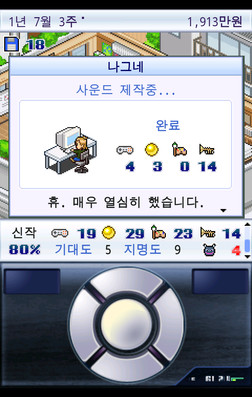 1년 7월 3주
1,913만원
18
나그네
사운드 제작중...
완료
4 3 0 14
휴. 매우 열심히 했습니다.
신작 19 29 23 14
80% 기대도 5 지명도 9 4